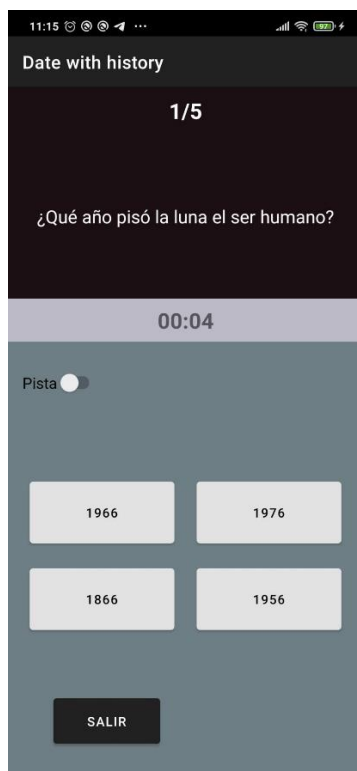 11:15 ...
97
Date with history
1/5
¿Qué año pisó la luna el ser humano?
00:04
Pista
1966 1976
1866 1956
SALIR